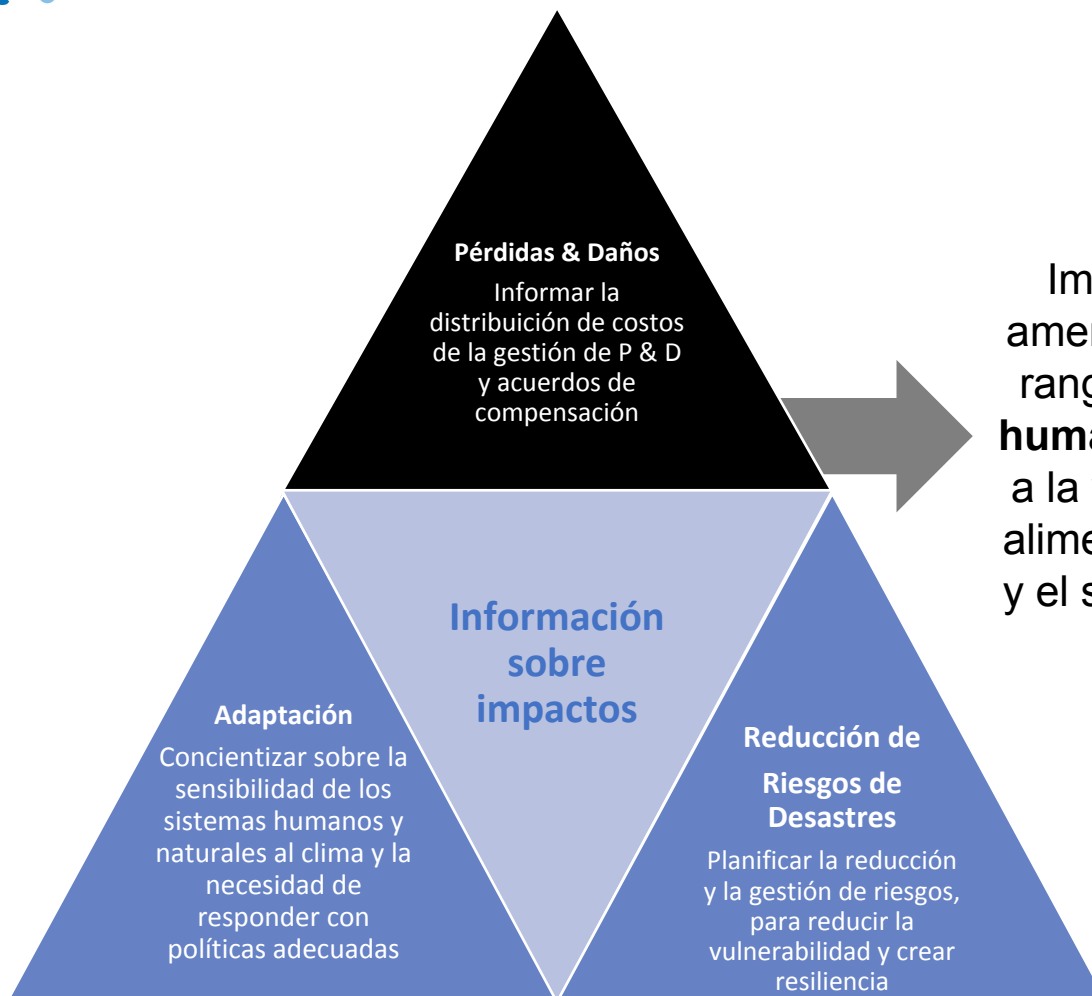 Pérdidas & Daños
Informar la
distribuición de costos
de la gestión de P & D
y acuerdos de
compensación
Información
sobre
impactos
Adaptación
Concientizar sobre la
sensibilidad de los
sistemas humanos y
naturales al clima y la
necesidad de
responder con
políticas adecuadas
Reducción de
Riesgos de
Desastres
Planificar la reducción
y la gestión de riesgos,
para reducir la
vulnerabilidad y crear
resiliencia
a la
y el